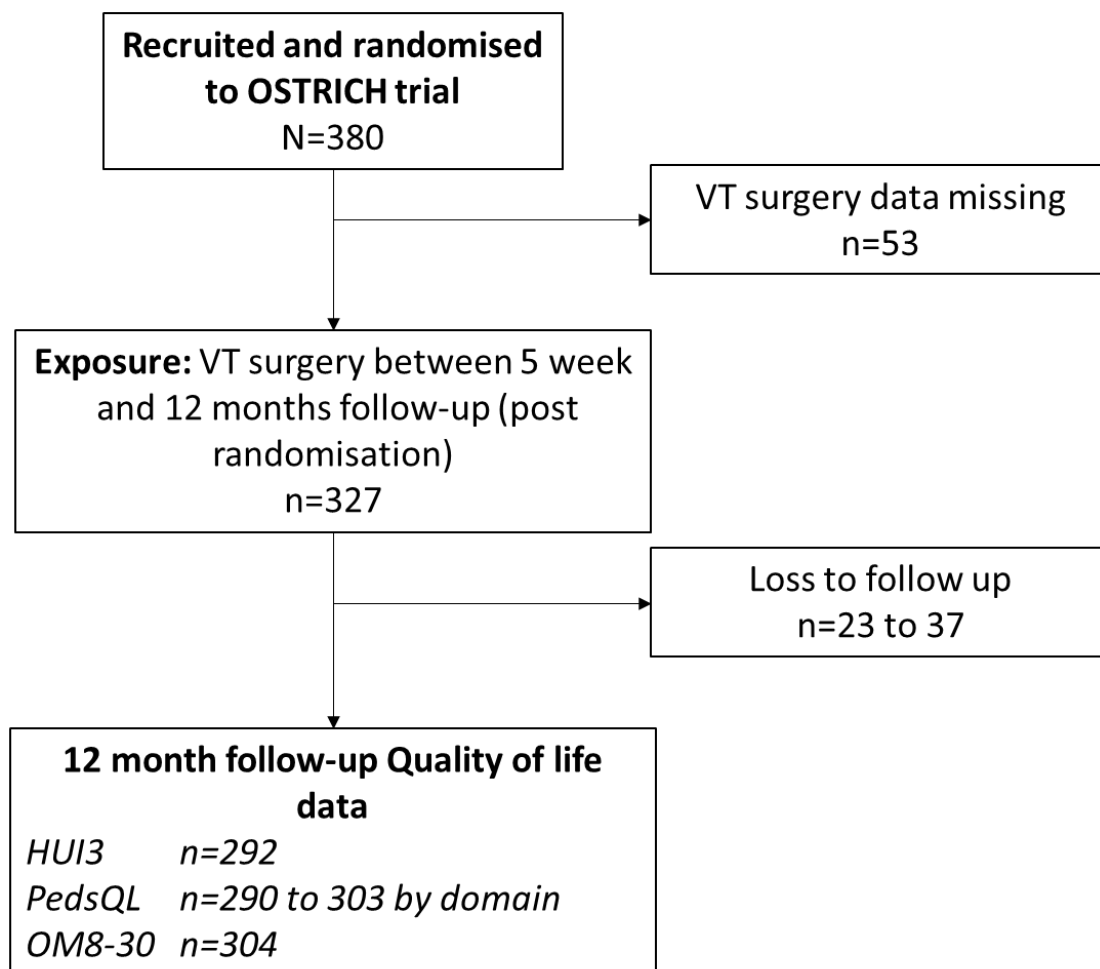 Recruited and randomised
to OSTRICH trial
N=380
VT surgery data missing
n=53
Exposure: VT surgery between 5 week
and 12 months follow-up (post
randomisation)
n=327
Loss to follow up
n=23 to 37
12 month follow-up Quality of life
data
HUI3 n=292
PedsQL n=290 to 303 by domain
OM8-30 n=304